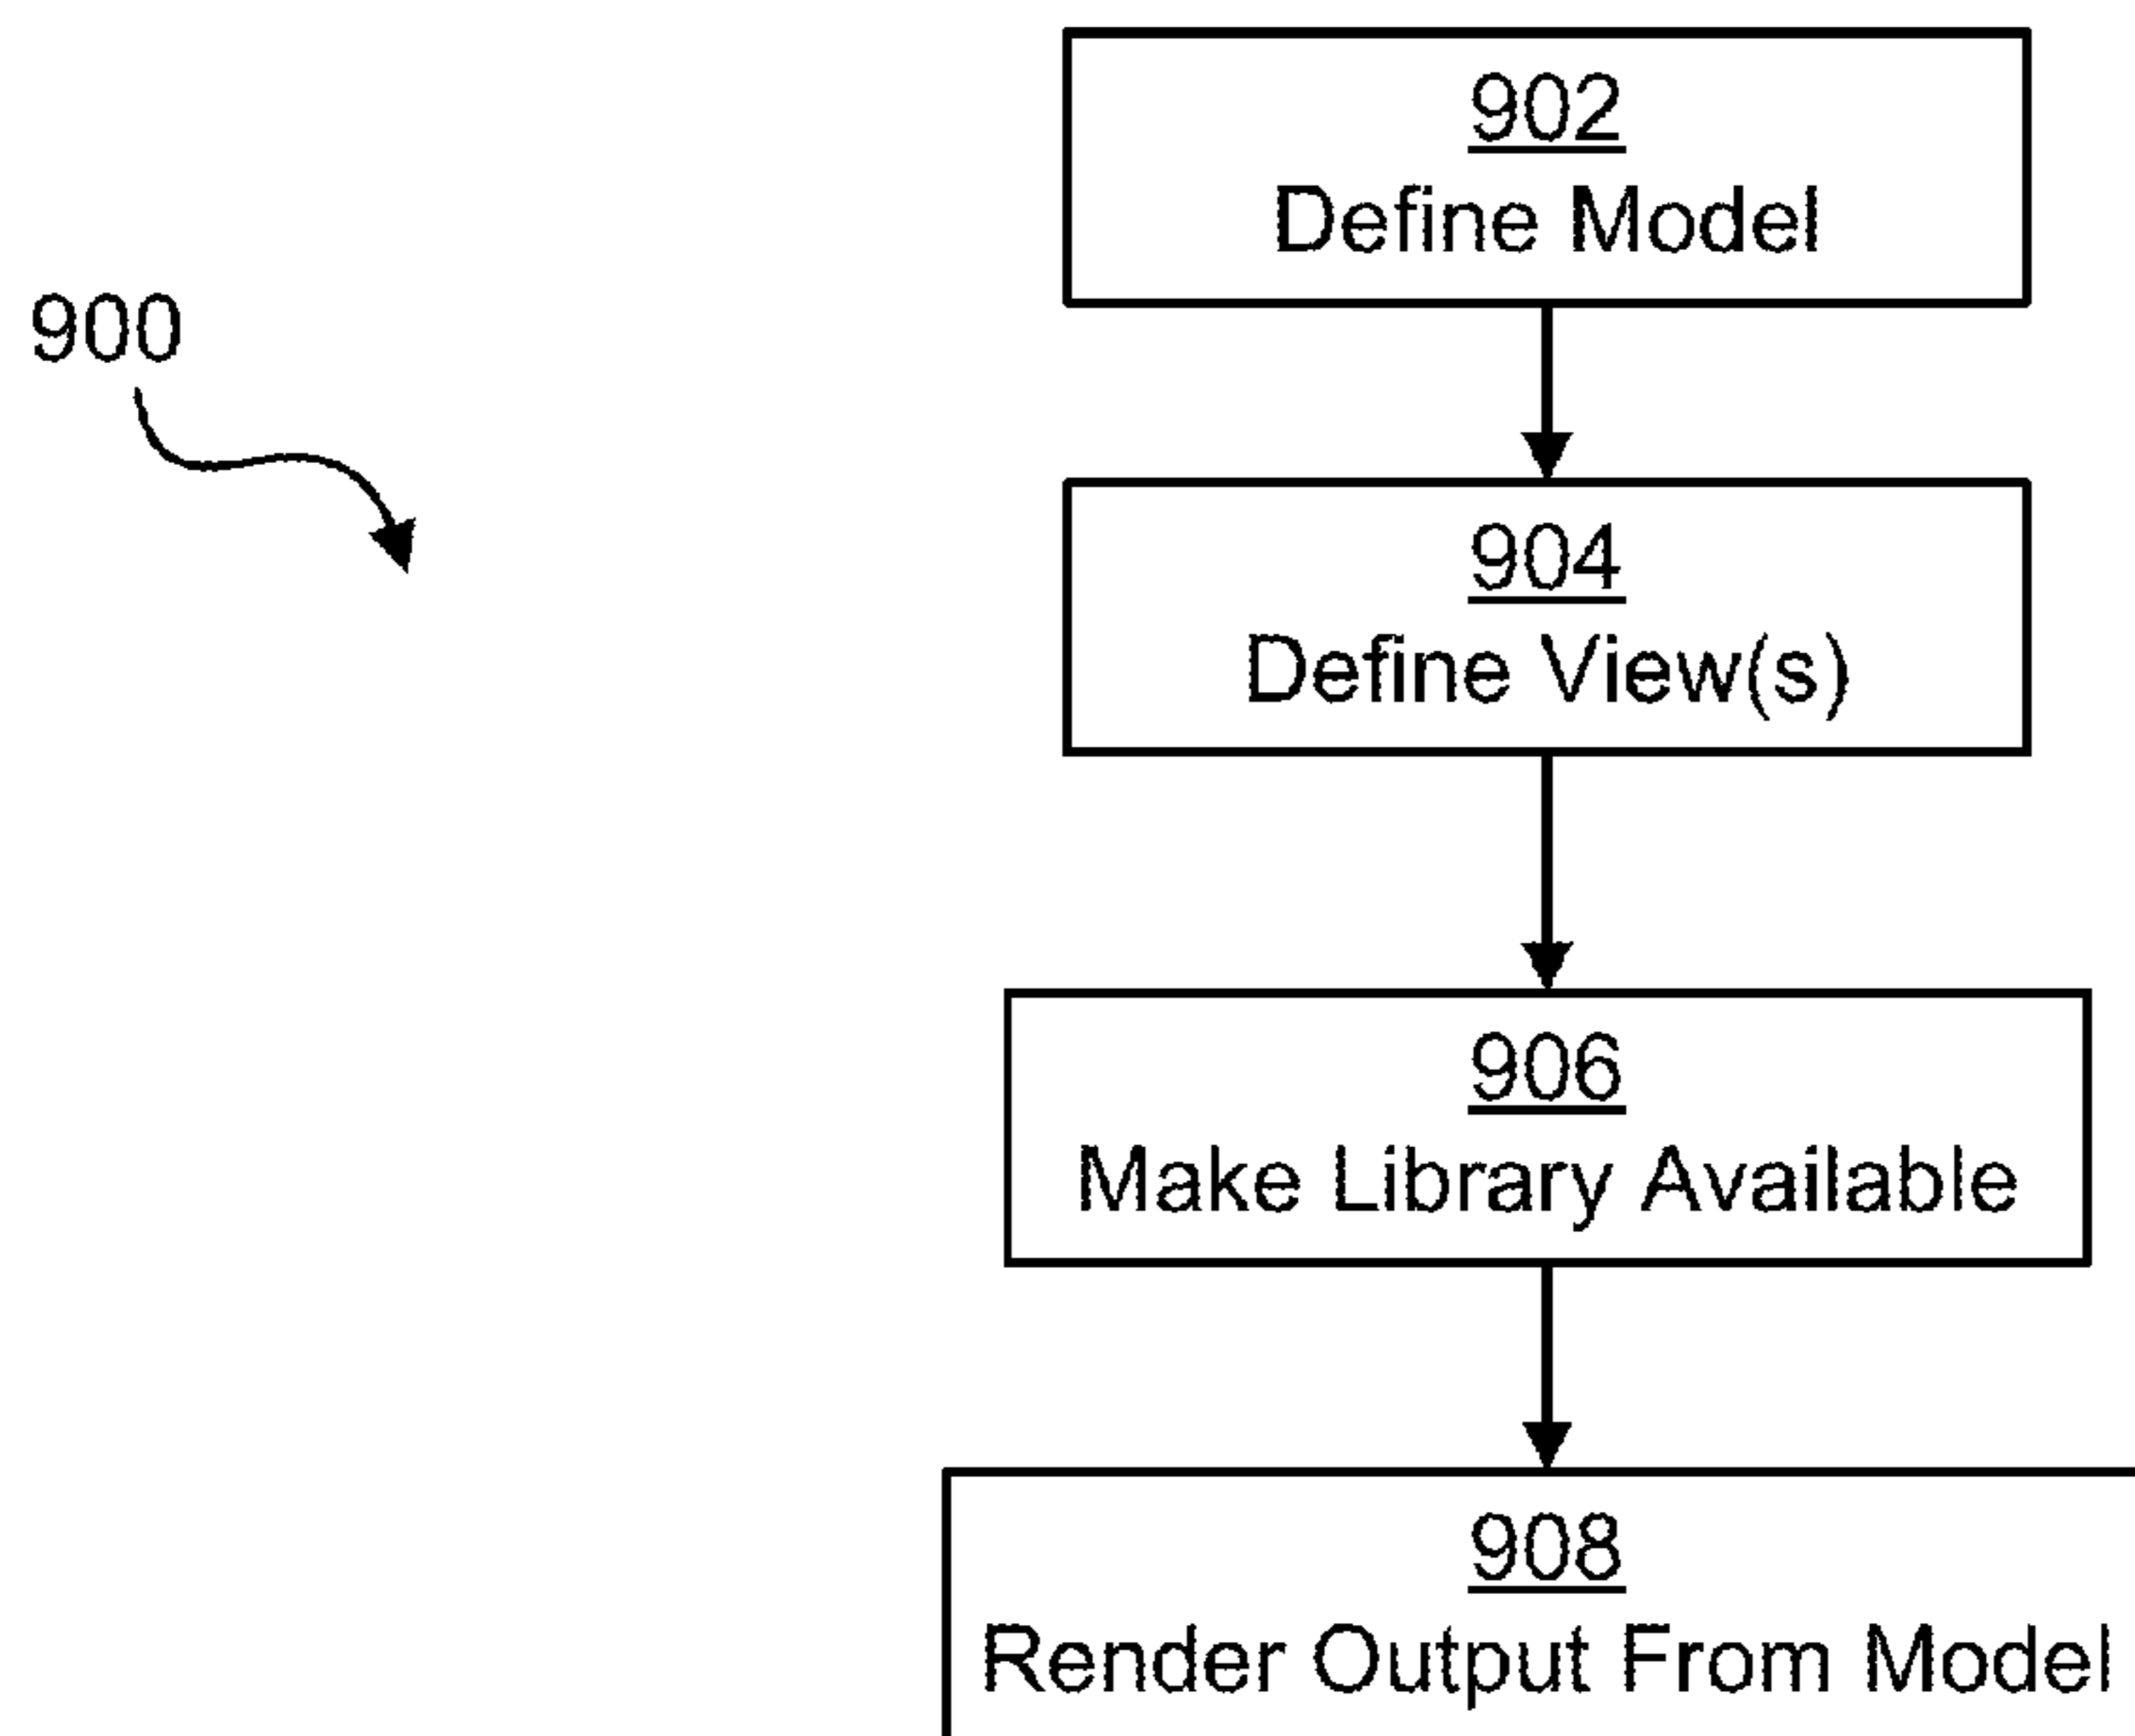 902
Define Model
900
904
Define View(s)
906
Make Library Available
908
Render Output From Model